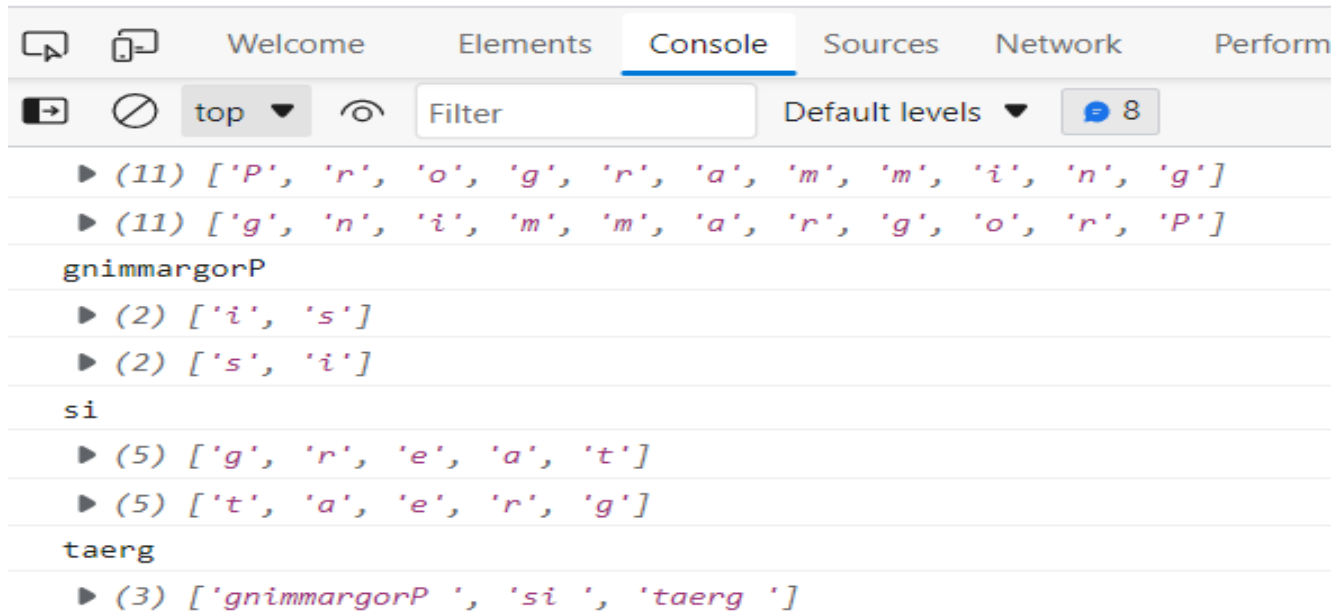 Welcome Elements Console Sources Network Perform
top Filter Default levels 8
(11) ['P', 'r', 'o', 'g', 'r', 'a', 'm', 'm', 'i', 'n', 'g']
(11) ['g', 'n', 'i', 'm', 'm', 'a', 'r', 'g', 'o', 'r', 'P']
gnimmargorP
(2) ['i', 's']
(2) ['s', 'i']
si
(5) ['g', 'r', 'e', 'a', 't']
(5) ['t', 'a', 'e', 'r', 'g']
taerg
(3) ['gnimmargorP ', 'si ', 'taerg ']